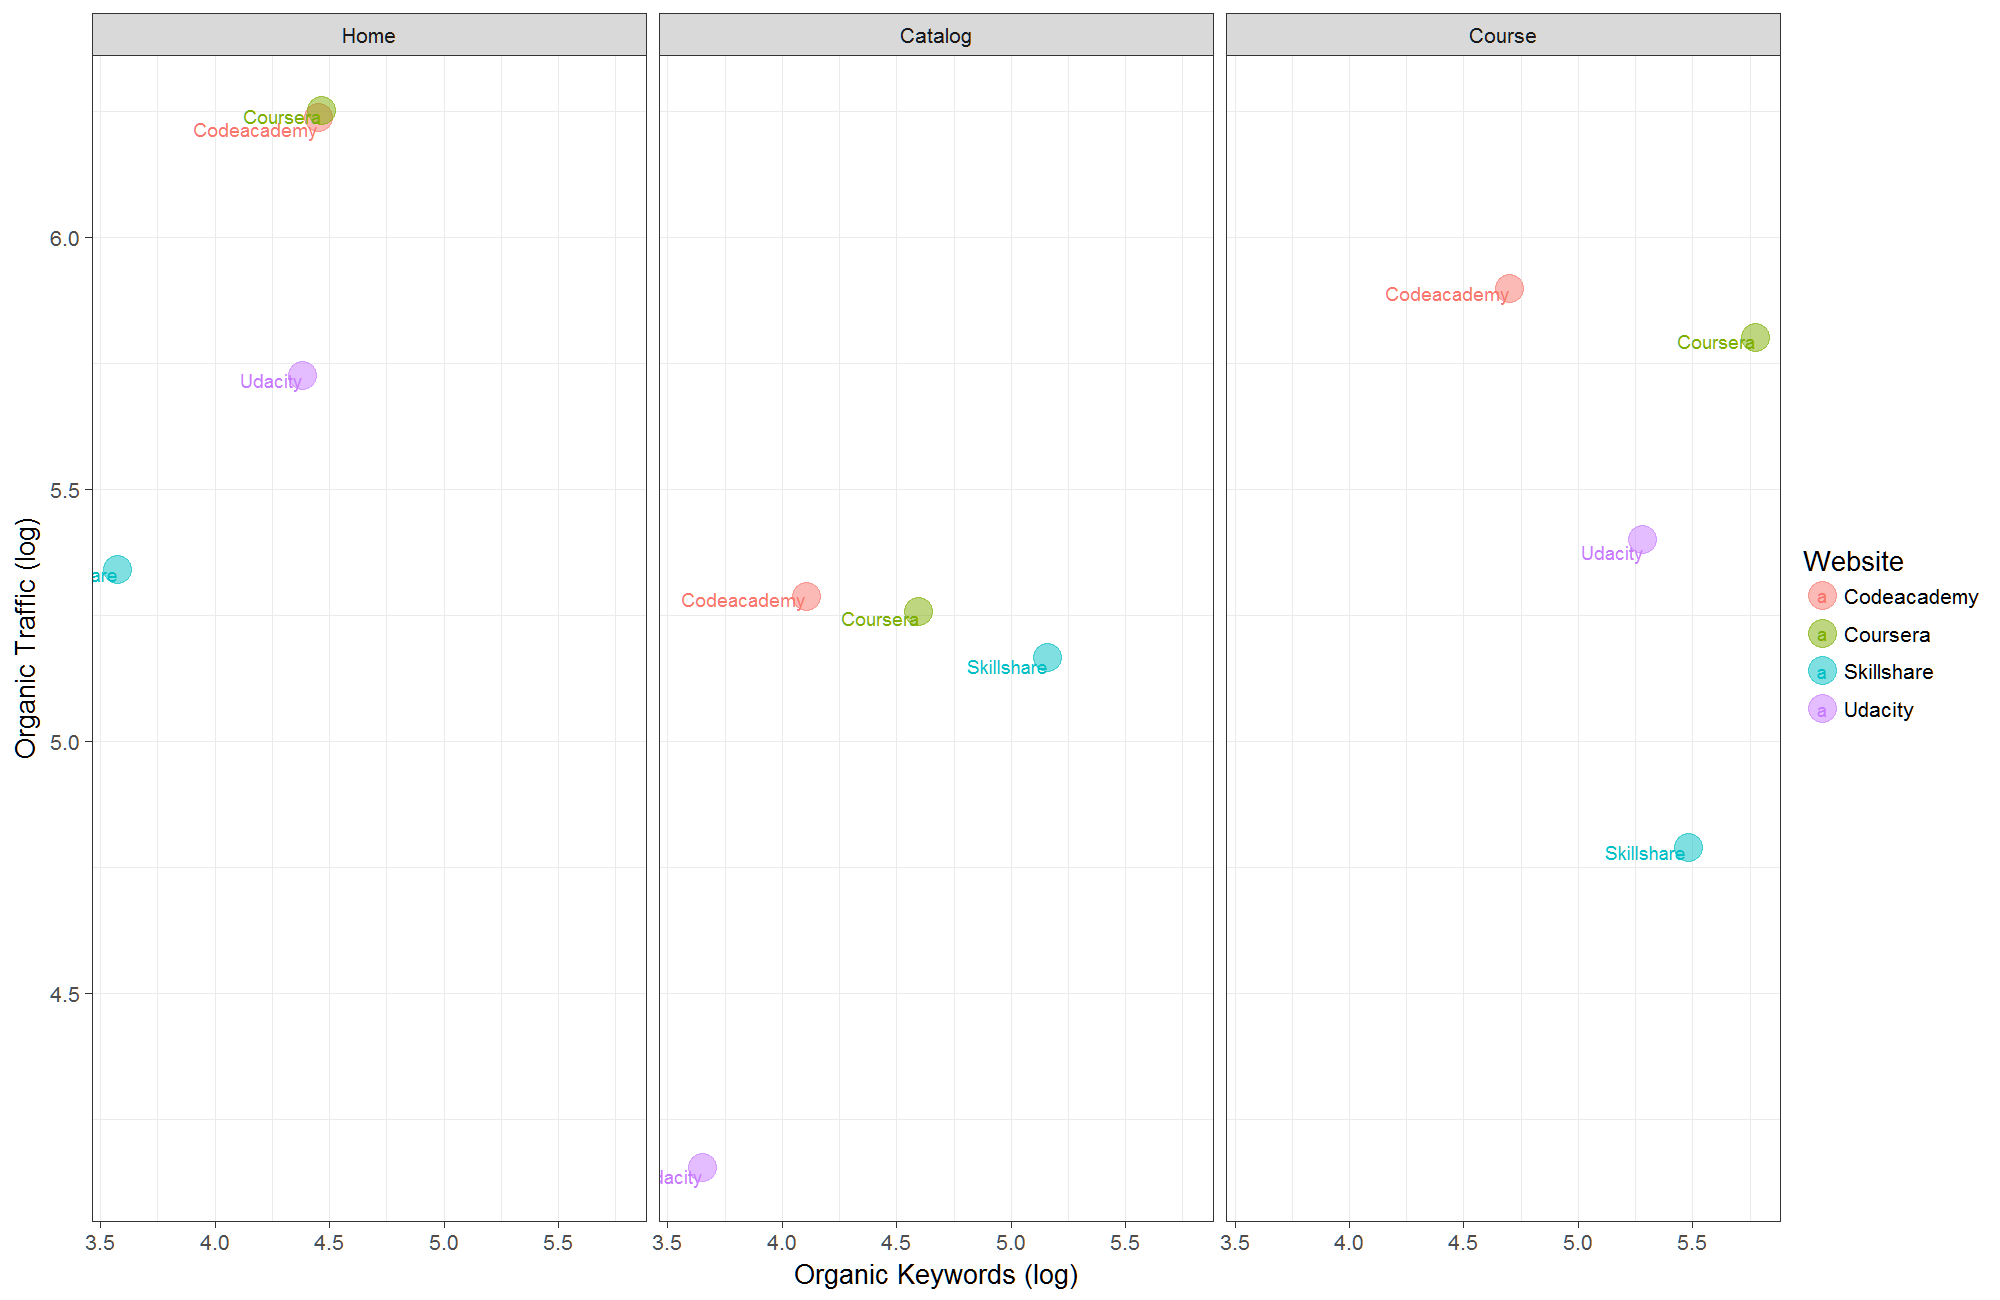 Home
Catalog
Course
Coursera
Codeacademy
Udacity
are
Codeacademy
Coursera
Skillshare
dacity
Codeacademy
Coursera
Udacity
Skillshare
6.0
5.5
5.0
4.5
Organic Traffic (log)
3.5 4.0 4.5 5.0 5.5
3.5 4.0 4.5 5.0 5.5
3.5 4.0 4.5 5.0 5.5
Organic Keywords (log)
Website
a Codeacademy
a Coursera
a Skillshare
a Udacity